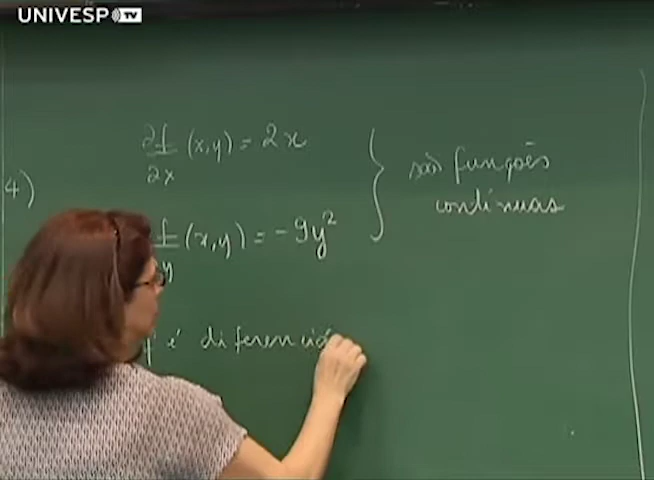 UNIVESP TV
∂f/∂x (x,y) = 2x
são funções
4)
contínuas
f/y (x,y) = -9y²
f é diferenciá